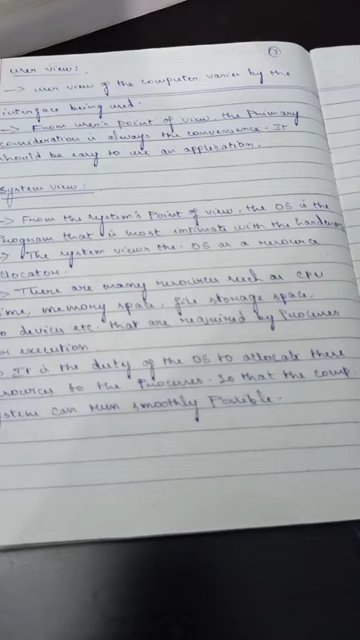 3
user view :
-> user view of the computer varies by the
interface being used.
-> From user's point of view, the primary
consideration is always the convenience. It
should be easy to use an application.
System view :
-> From the system's point of view, the OS is the
Program that is most intimate with the hardware
-> The system views the OS as a resource
allocator.
-> There are many resources such as CPU
time, memory space, file storage space,
I/o devices etc. that are required by Process
for execution.
-> It is the duty of the OS to allocate these
resources to the Process. So that the comp.
system can run smoothly Possible.